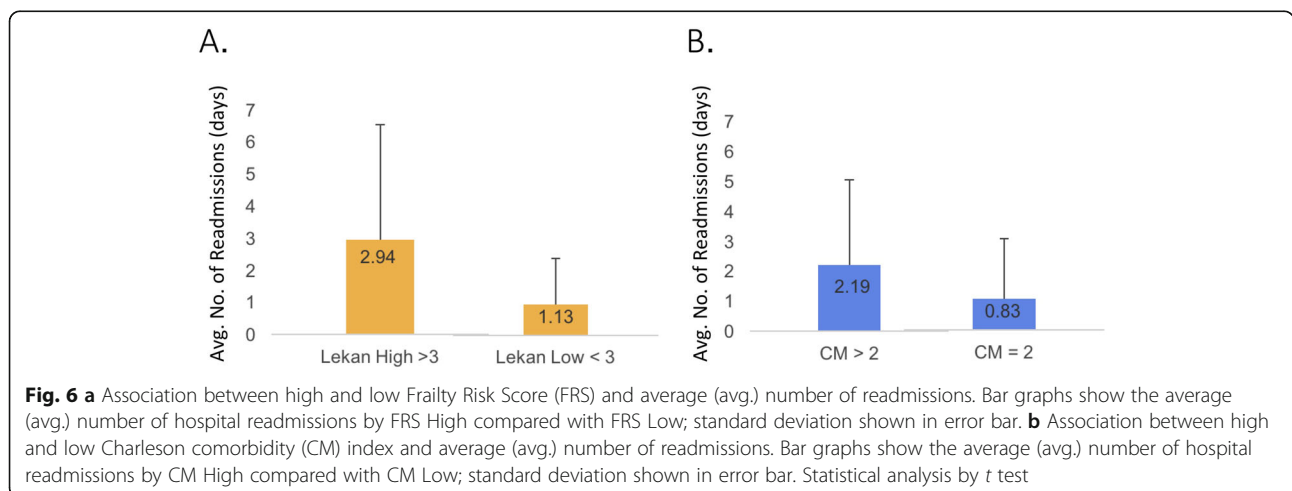 A.
Avg. No. of Readmissions (days)
7
6
5
4
3
2
1
0
2.94
1.13
Lekan High >3
Lekan Low < 3
B.
Avg. No. of Readmissions (days)
7
6
5
4
3
2
1
0
2.19
0.83
CM > 2
CM = 2
Fig. 6 a Association between high and low Frailty Risk Score (FRS) and average (avg.) number of readmissions. Bar graphs show the average
(avg.) number of hospital readmissions by FRS High compared with FRS Low; standard deviation shown in error bar. b Association between high
and low Charleson comorbidity (CM) index and average (avg.) number of readmissions. Bar graphs show the average (avg.) number of hospital
readmissions by CM High compared with CM Low; standard deviation shown in error bar. Statistical analysis by t test